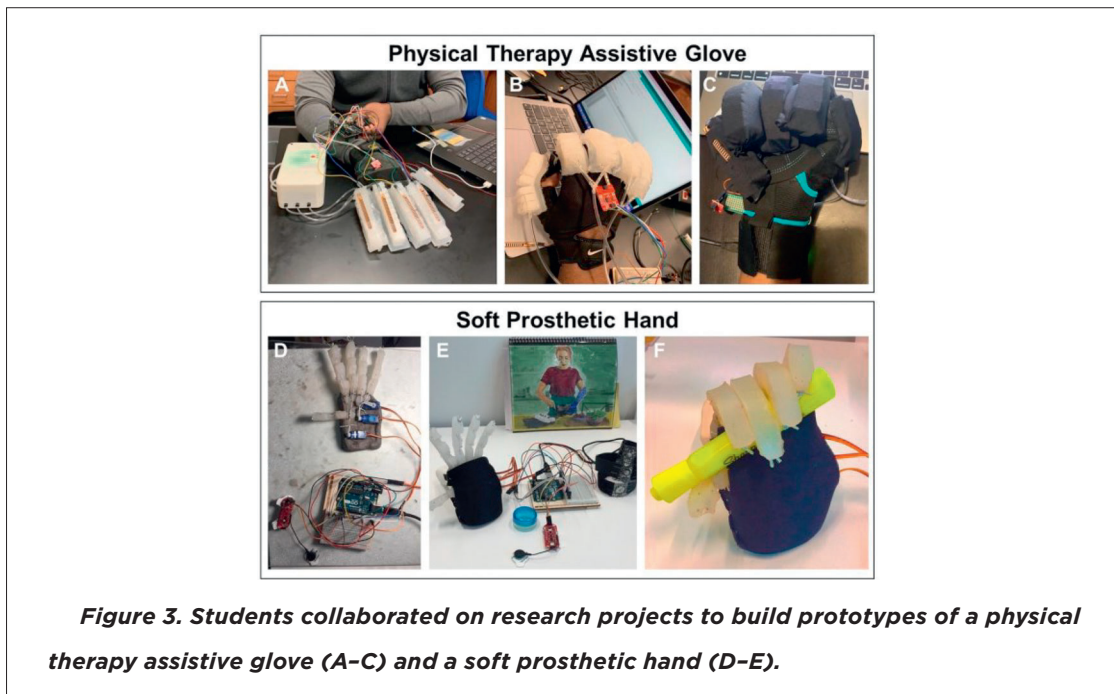 Physical Therapy Assistive Glove
A
B
C
Soft Prosthetic Hand
D
E
F
Figure 3. Students collaborated on research projects to build prototypes of a physical
therapy assistive glove (A–C) and a soft prosthetic hand (D–E).